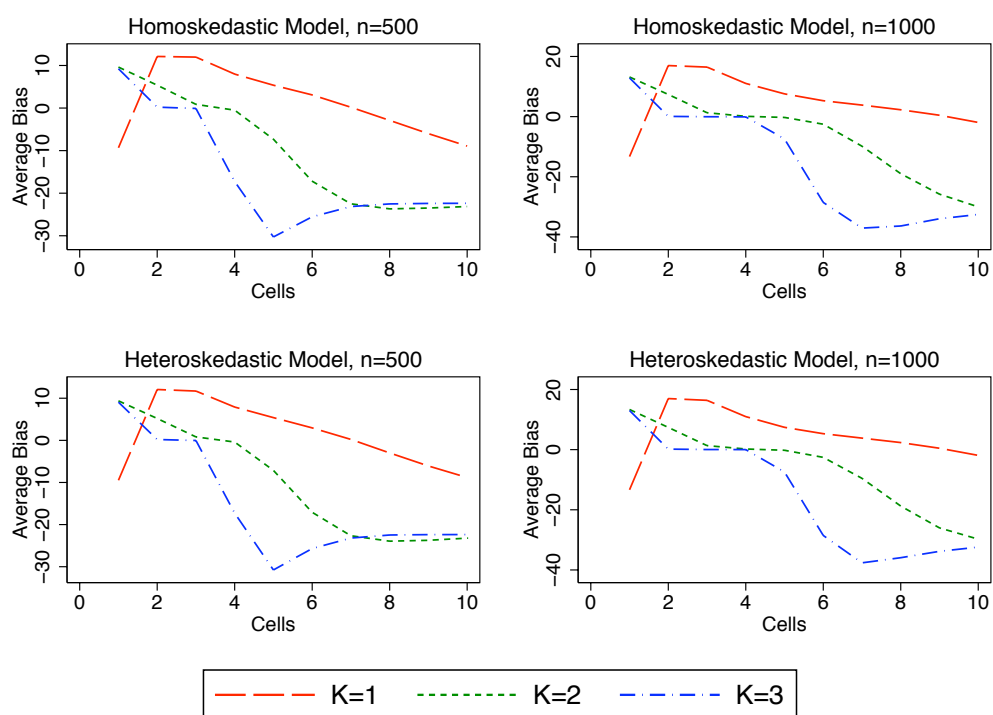 Homoskedastic Model, n=500
Average Bias
10
0
−10
−20
−30
0 2 4 6 8 10
Cells
Homoskedastic Model, n=1000
Average Bias
20
0
−20
−40
0 2 4 6 8 10
Cells
Heteroskedastic Model, n=500
Average Bias
10
0
−10
−20
−30
0 2 4 6 8 10
Cells
Heteroskedastic Model, n=1000
Average Bias
20
0
−20
−40
0 2 4 6 8 10
Cells
K=1 K=2 K=3